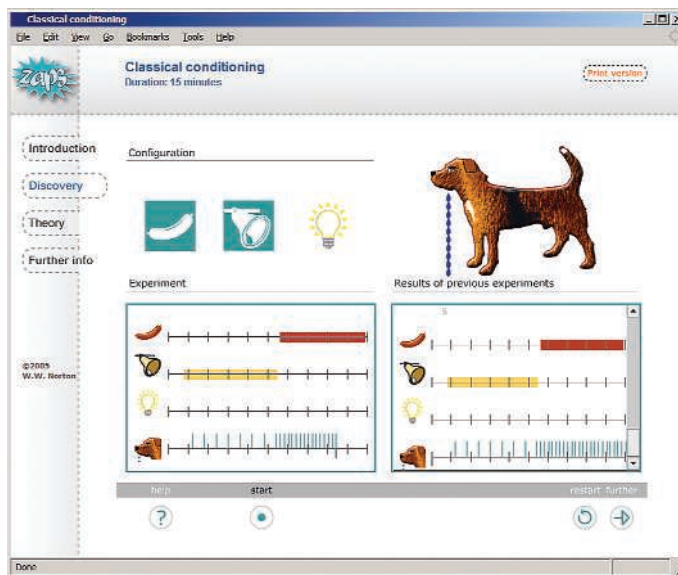 Classical conditioning
File Edit View Go Bookmarks Tools Help
zaps
Classical conditioning
Duration: 15 minutes
Print version
Introduction
Discovery
Theory
Further info
Configuration
Experiment
Results of previous experiments
5
©2005
W.W. Norton
help start restart further
?
Done